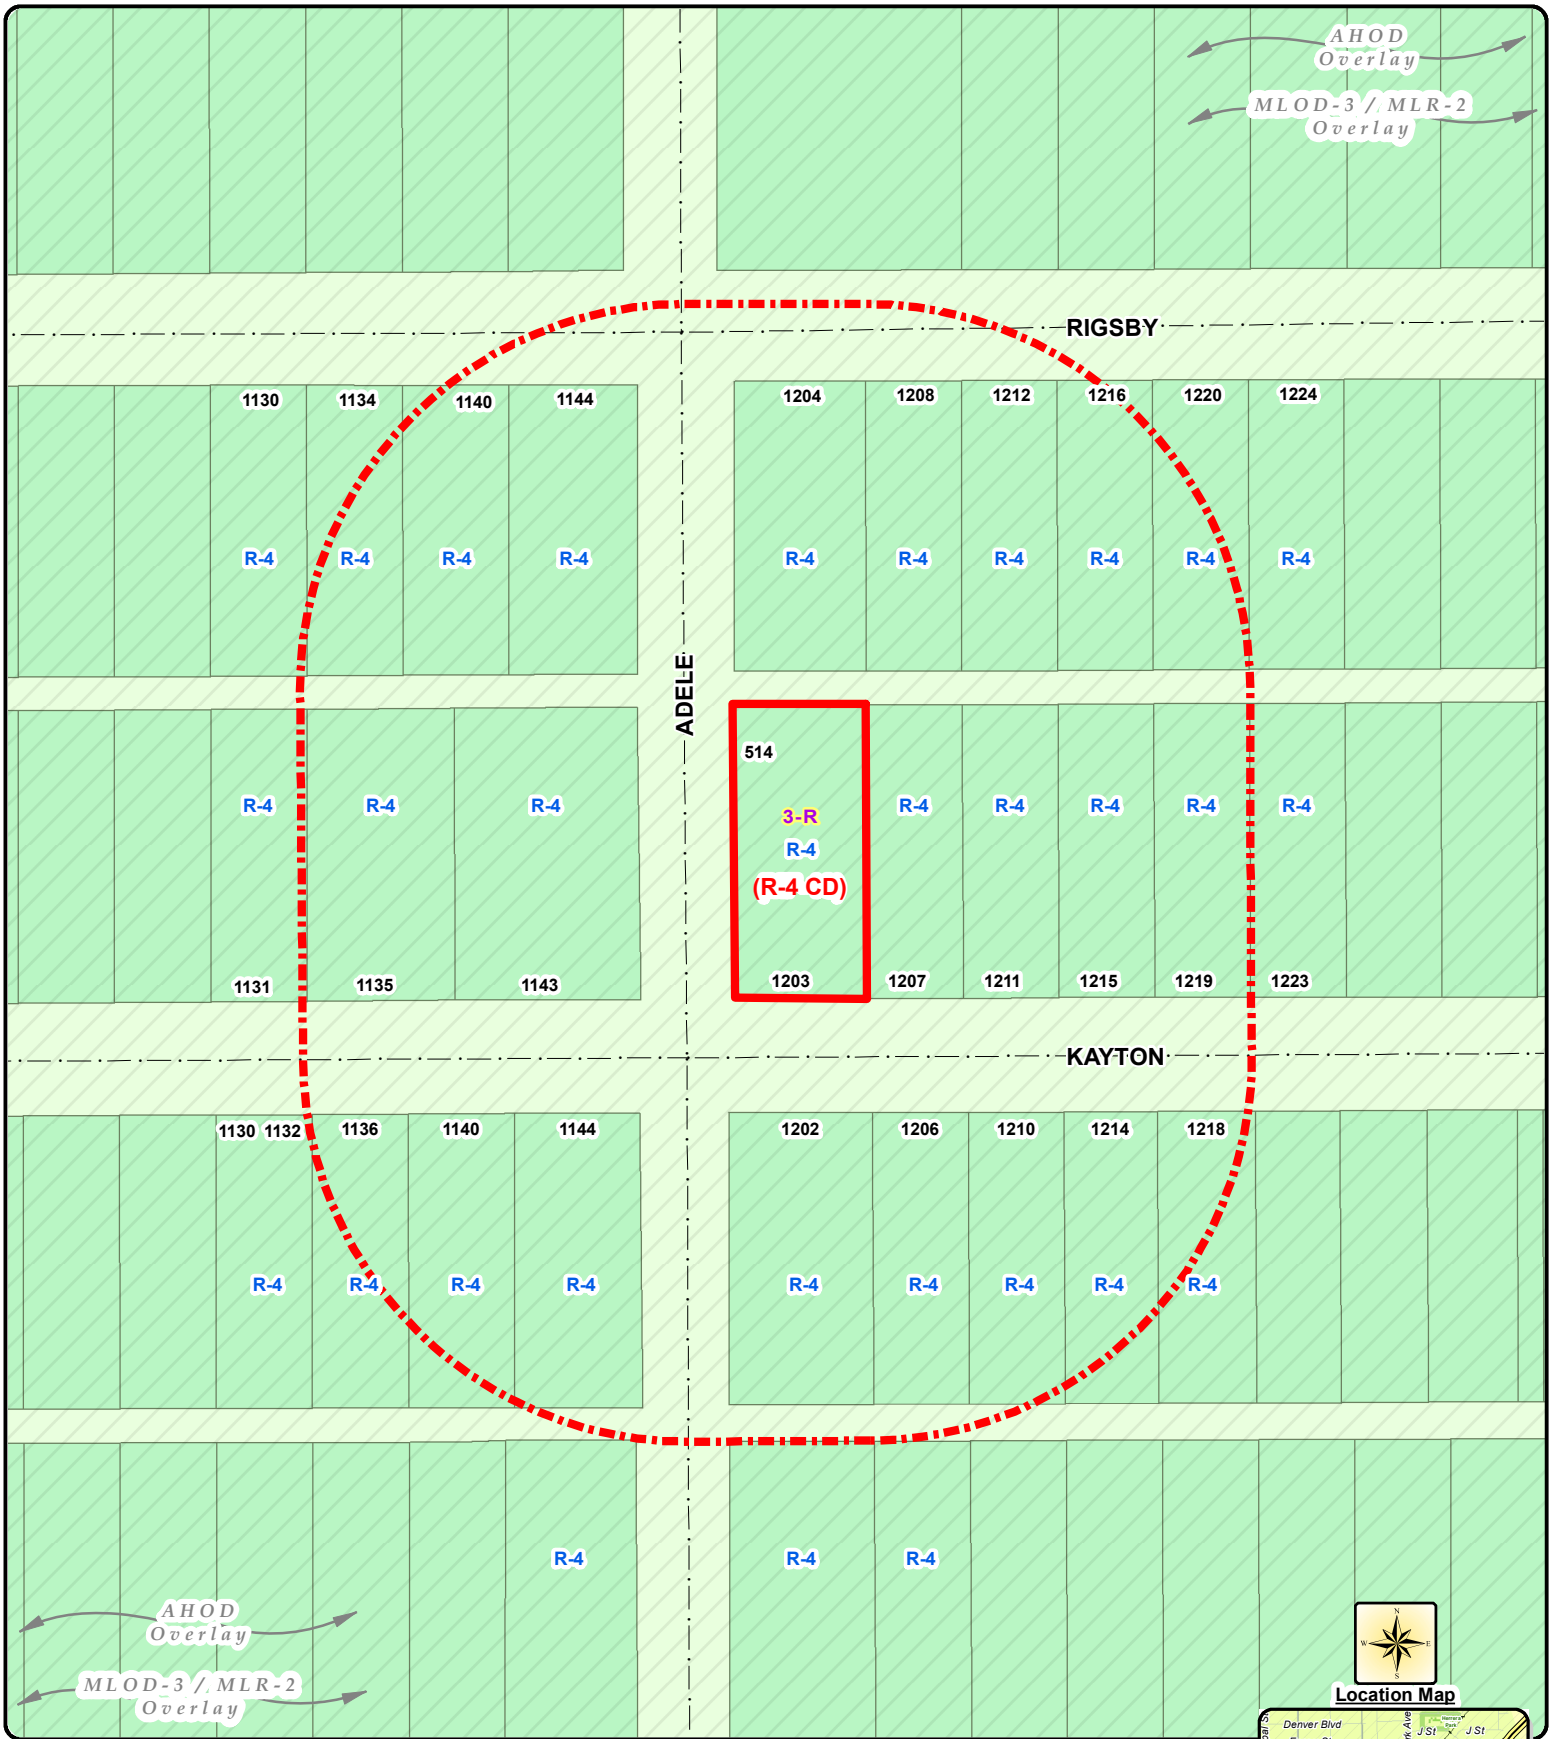 AHOD
Overlay
MLOD-3 / MLR-2
Overlay
RIGSBY
1130 1134 1140 1144 1204 1208 1212 1216 1220 1224
R-4 R-4 R-4 R-4 R-4 R-4 R-4 R-4 R-4 R-4
ADELE
514
R-4 R-4 R-4 3-R R-4 R-4 R-4 R-4 R-4
R-4
(R-4 CD)
1131 1135 1143 1203 1207 1211 1215 1219 1223
KAYTON
1130 1132 1136 1140 1144 1202 1206 1210 1214 1218
R-4 R-4 R-4 R-4 R-4 R-4 R-4 R-4 R-4
R-4 R-4 R-4
AHOD
Overlay
MLOD-3 / MLR-2
Overlay
N
W E
S
Location Map
Denver Blvd
J St
J St
Park